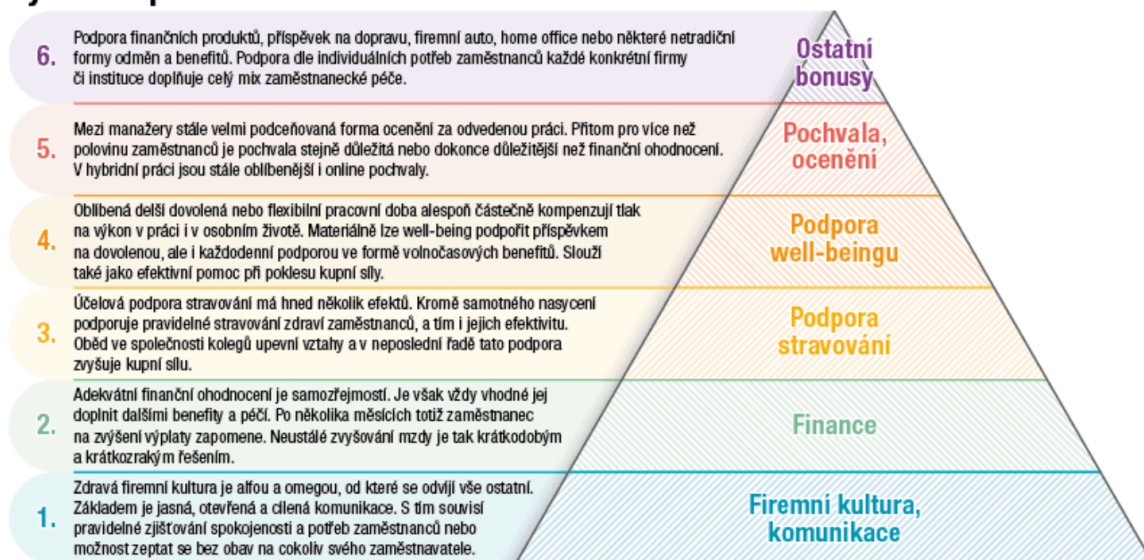 6.
Podpora finančních produktů, příspěvek na dopravu, firemní auto, home office nebo některé netradiční
formy odměn a benefitů. Podpora dle individuálních potřeb zaměstnanců každé konkrétní firmy
či instituce doplňuje celý mix zaměstnanecké péče.
Ostatní
bonusy
5.
Mezi manažery stále velmi podceňovaná forma ocenění za odvedenou práci. Přitom pro více než
polovinu zaměstnanců je pochvala stejně důležitá nebo dokonce důležitější než finanční ohodnocení.
V hybridní práci jsou stále oblíbenější i online pochvaly.
Pochvala,
ocenění
4.
Oblíbená delší dovolená nebo flexibilní pracovní doba alespoň částečně kompenzují tlak
na výkon v práci i v osobním životě. Materiálně lze well-being podpořit příspěvkem
na dovolenou, ale i každodenní podporou ve formě volnočasových benefitů. Slouží
také jako efektivní pomoc při poklesu kupní síly.
Podpora
well-beingu
3.
Účelová podpora stravování má hned několik efektů. Kromě samotného nasycení
podporuje pravidelné stravování zdraví zaměstnanců, a tím i jejich efektivitu.
Oběd ve společnosti kolegů upevní vztahy a v neposlední řadě tato podpora
zvyšuje kupní sílu.
Podpora
stravování
2.
Adekvátní finanční ohodnocení je samozřejmostí. Je však vždy vhodné jej
doplnit dalšími benefity a péčí. Po několika měsících totiž zaměstnanec
na zvýšení výplaty zapomene. Neustálé zvyšování mzdy je tak krátkodobým
a krátkozrakým řešením.
Finance
1.
Zdravá firemní kultura je alfou a omegou, od které se odvíjí vše ostatní.
Základem je jasná, otevřená a cílená komunikace. S tím souvisí
pravidelné zjišťování spokojenosti a potřeb zaměstnanců nebo
možnost zeptat se bez obav na cokoliv svého zaměstnavatele.
Firemní kultura,
komunikace